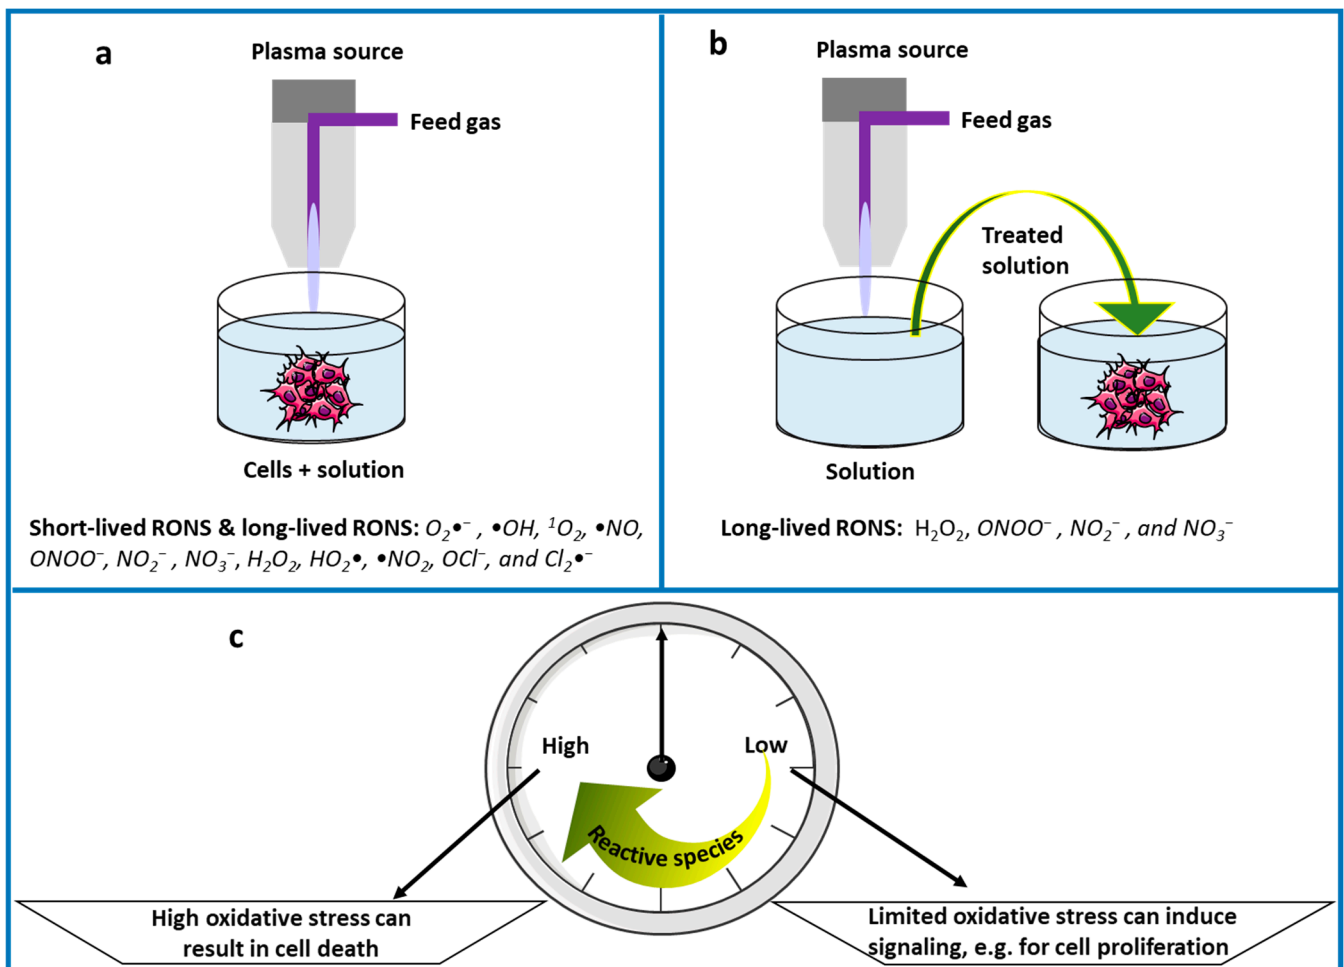 a
Plasma source
Feed gas
Cells + solution
Short-lived RONS & long-lived RONS: O₂•⁻ , •OH, ¹O₂, •NO,
ONOO⁻, NO₂⁻ , NO₃⁻, H₂O₂, HO₂•, •NO₂, OCl⁻, and Cl₂•⁻
b
Plasma source
Feed gas
Treated
solution
Solution
Long-lived RONS: H₂O₂, ONOO⁻ , NO₂⁻ , and NO₃⁻
c
High
Low
Reactive species
High oxidative stress can
result in cell death
Limited oxidative stress can induce
signaling, e.g. for cell proliferation